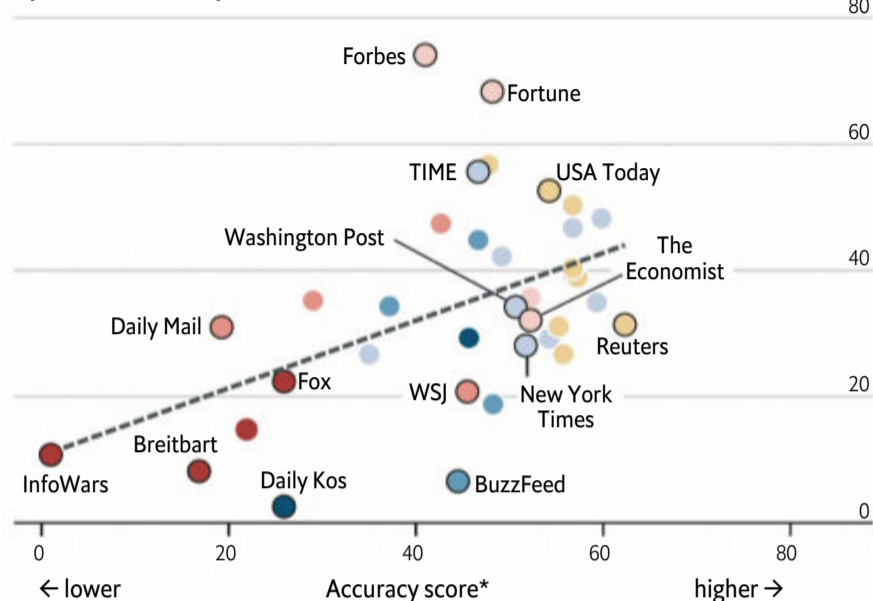 80
Forbes
Fortune
60
TIME
USA Today
Washington Post
The
Economist
40
Daily Mail
Reuters
Fox
WSJ
20
New York
Times
Breitbart
InfoWars
Daily Kos
BuzzFeed
0
0 20 40 60 80
← lower Accuracy score* higher →